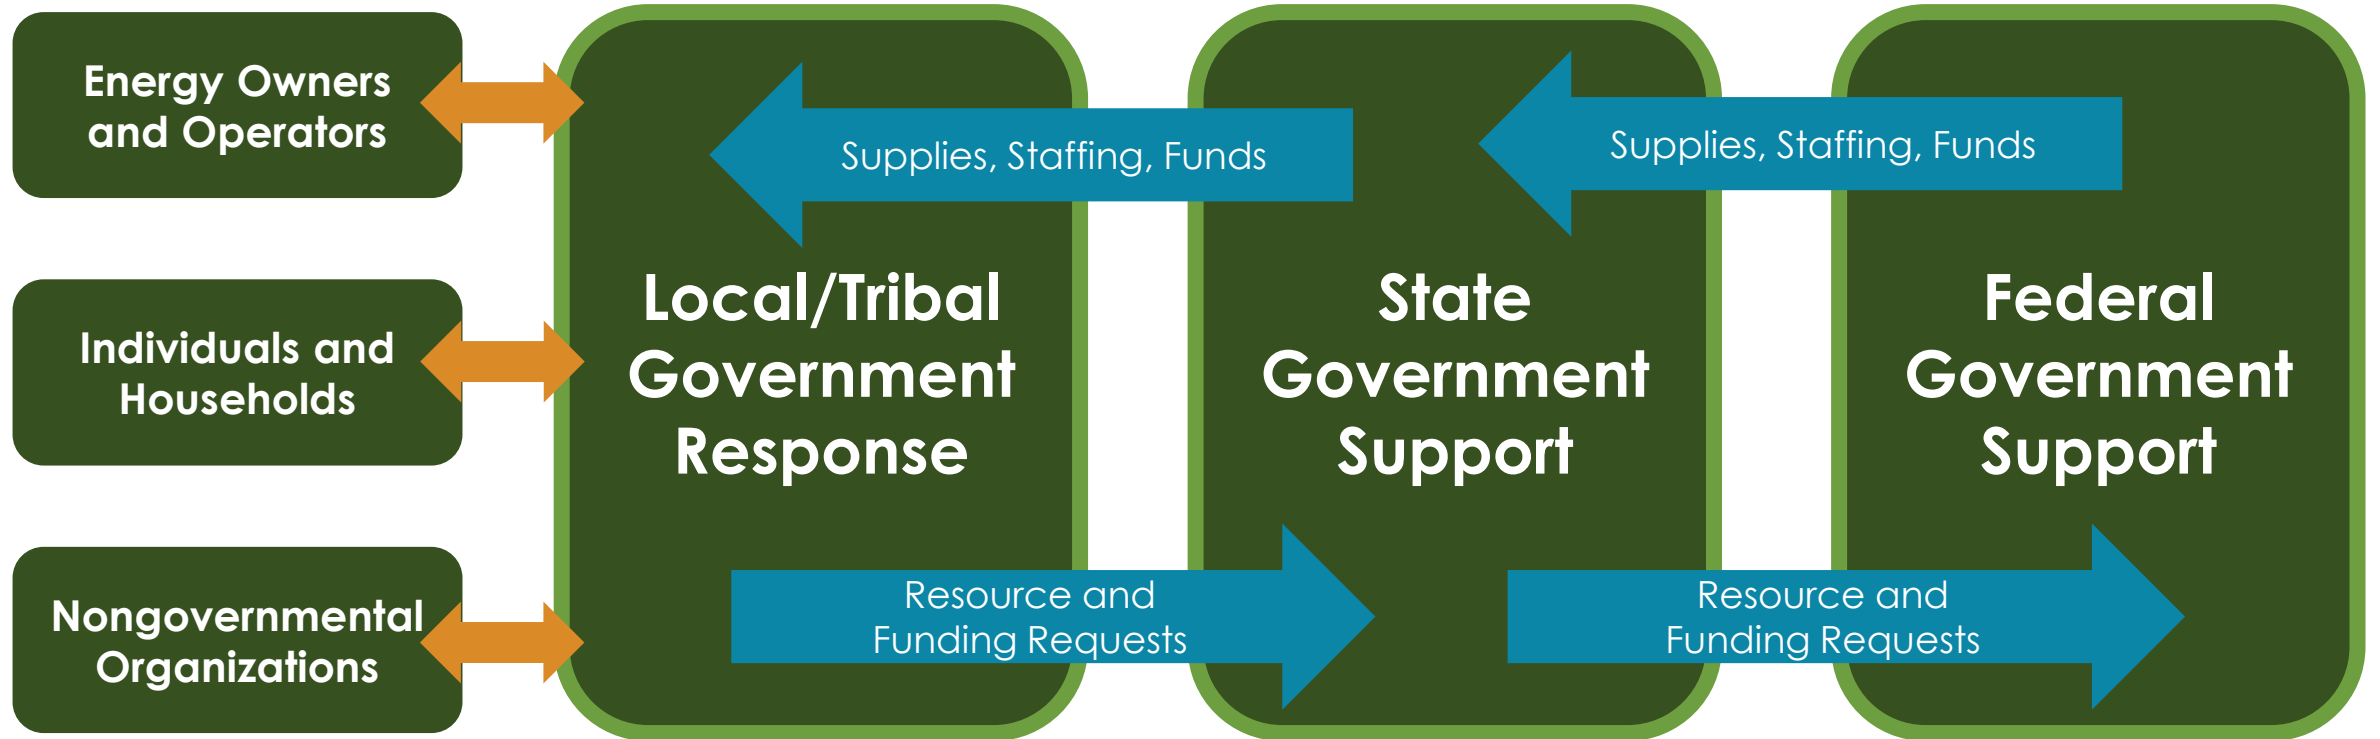 Energy Owners
and Operators
Individuals and
Households
Nongovernmental
Organizations
Supplies, Staffing, Funds
Local/Tribal
Government
Response
Resource and
Funding Requests
Supplies, Staffing, Funds
State
Government
Support
Resource and
Funding Requests
Federal
Government
Support